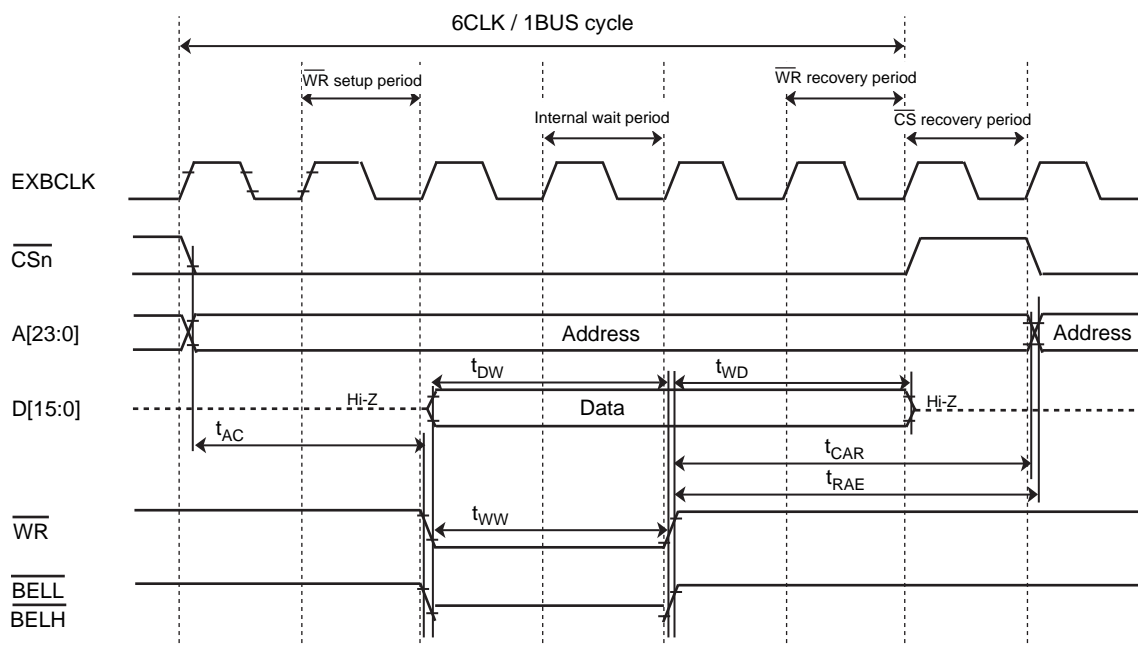 6CLK / 1BUS cycle
WR setup period
WR recovery period
Internal wait period
CS recovery period
EXBCLK
CSn
A[23:0]
Address
Address
tDW
tWD
D[15:0]
Hi-Z
Data
Hi-Z
tAC
tCAR
tRAE
WR
tWW
BELL
BELH